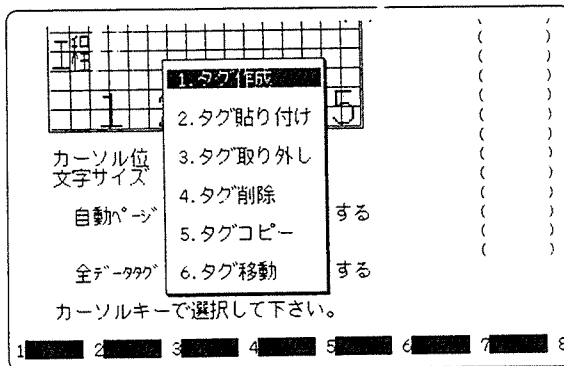 工程
1 2 5
1.タグ作成
2.タグ貼り付け
カーソル位
3.タグ取り外し
文字サイズ
4.タグ削除
自動ページ
する
5.タグコピー
全データタグ
6.タグ移動
する
カーソルキーで選択して下さい。
1 2 3 4 5 6 7 8